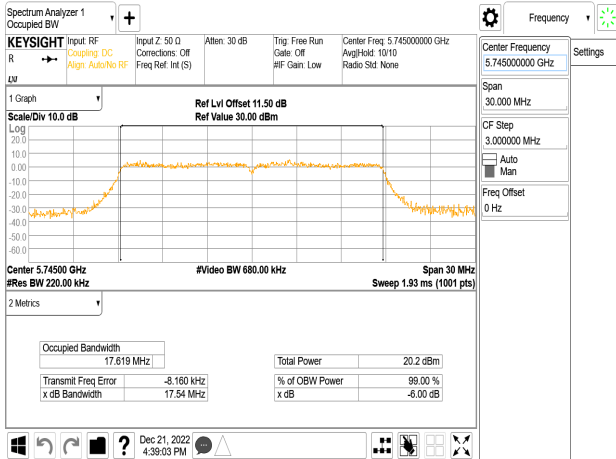 Spectrum Analyzer 1
Occupied BW
Frequency
KEYSIGHT
R
Input: RF
Coupling: DC
Align: Auto/No RF
Input Z: 50 Ω
Corrections: Off
Freq Ref: Int (S)
Atten: 30 dB
Trig: Free Run
Gate: Off
#IF Gain: Low
Center Freq: 5.745000000 GHz
Avg|Hold: 10/10
Radio Std: None
Center Frequency
5.745000000 GHz
Settings
Span
30.000 MHz
CF Step
3.000000 MHz
Auto
Man
Freq Offset
0 Hz
1 Graph
Scale/Div 10.0 dB
Ref Lvl Offset 11.50 dB
Ref Value 30.00 dBm
Log
20.0
10.0
0.00
-10.0
-20.0
-30.0
-40.0
-50.0
-60.0
Center 5.74500 GHz
#Res BW 220.00 kHz
#Video BW 680.00 kHz
Span 30 MHz
Sweep 1.93 ms (1001 pts)
2 Metrics
Occupied Bandwidth
17.619 MHz
Transmit Freq Error -8.160 kHz
x dB Bandwidth 17.54 MHz
Total Power 20.2 dBm
% of OBW Power 99.00 %
x dB -6.00 dB
?
Dec 21, 2022
4:39:03 PM